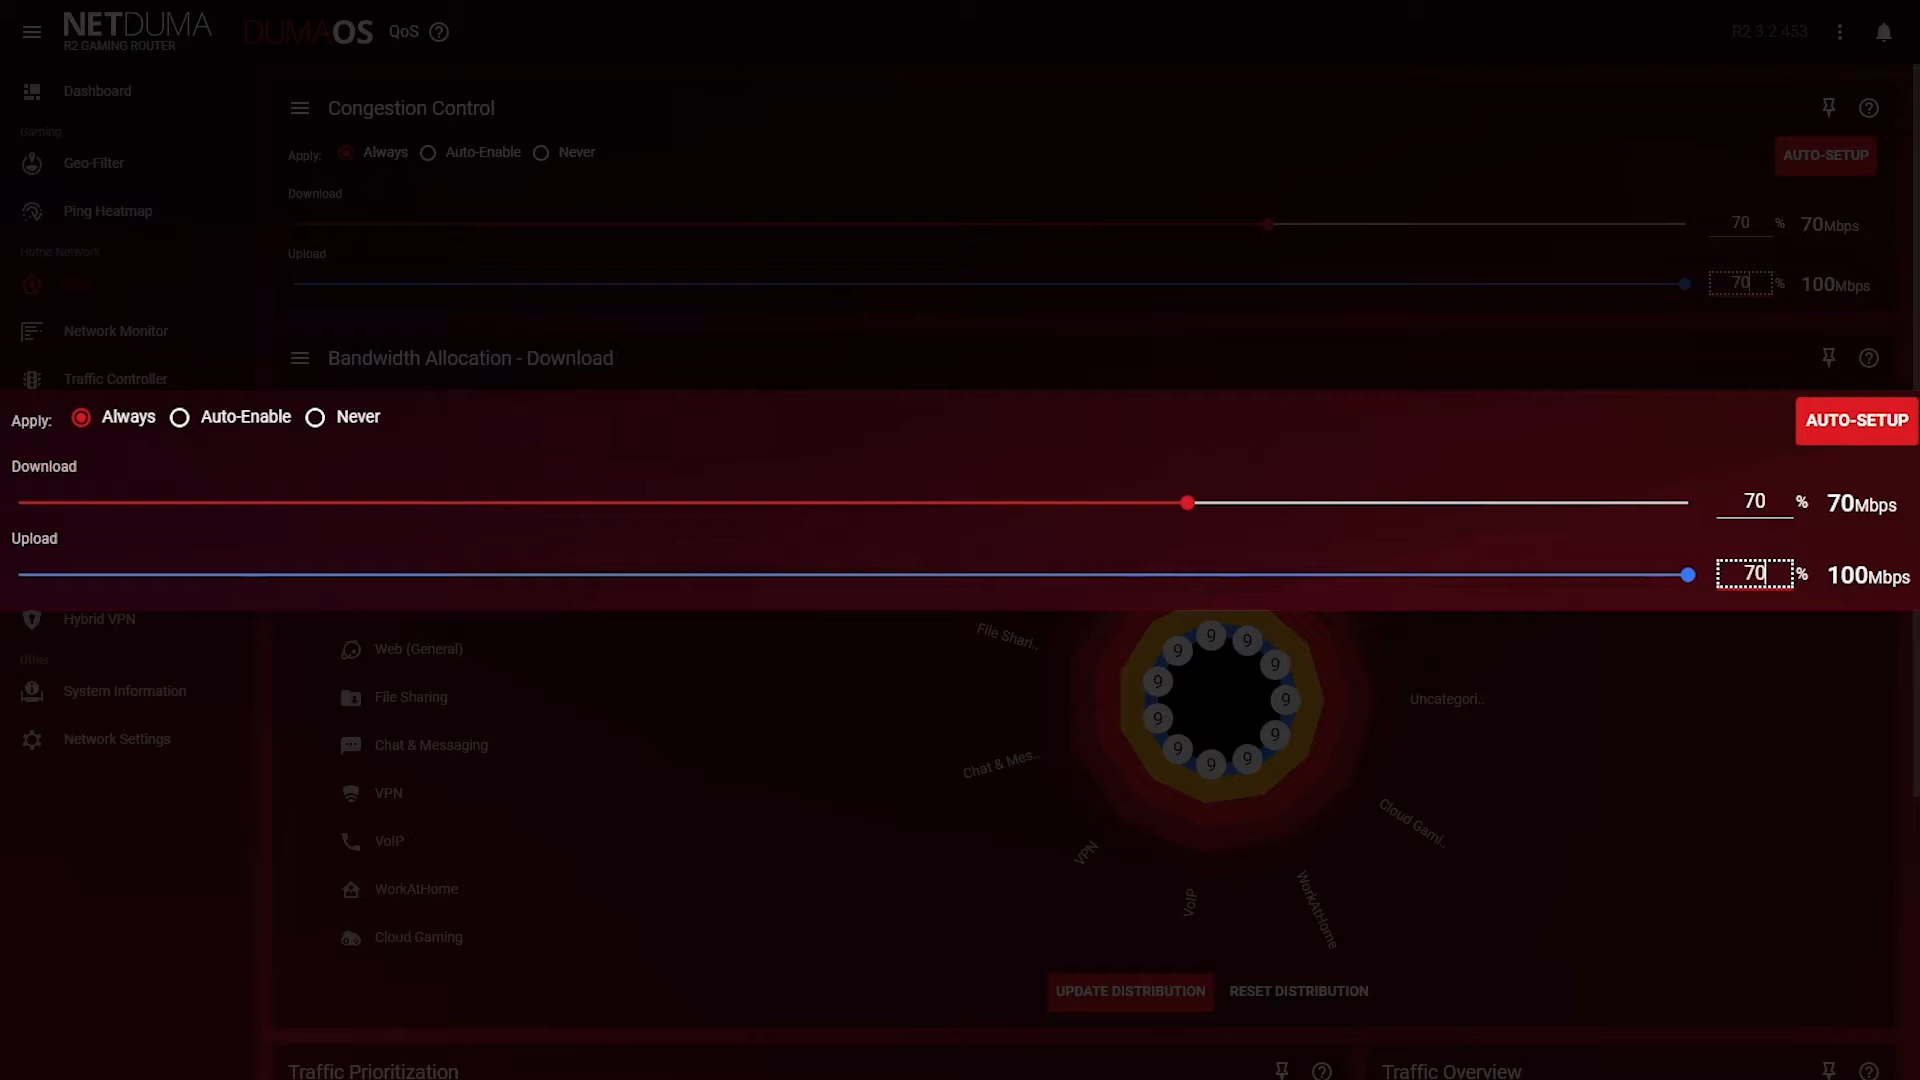 NETDUMA
R2 GAMING ROUTER
DUMAOS
QoS
R2 3.2.453
Dashboard
Gaming
Geo-Filter
Ping Heatmap
Home Network
Network Monitor
Traffic Controller
Congestion Control
Apply: Always Auto-Enable Never
AUTO-SETUP
Download
70 % 70Mbps
Upload
70 % 100Mbps
Bandwidth Allocation - Download
Apply: Always Auto-Enable Never
AUTO-SETUP
Download
70 % 70Mbps
Upload
70 % 100Mbps
Hybrid VPN
Other
System Information
Network Settings
Web (General)
File Sharing
Chat & Messaging
VPN
VoIP
WorkAtHome
Cloud Gaming
File Shari..
Chat & Mes..
VPN
VoIP
WorkAtHome
Cloud Gami..
Uncategori..
9
9
9
9
9
9
9
9
9
9
9
UPDATE DISTRIBUTION
RESET DISTRIBUTION
Traffic Prioritization
Traffic Overview